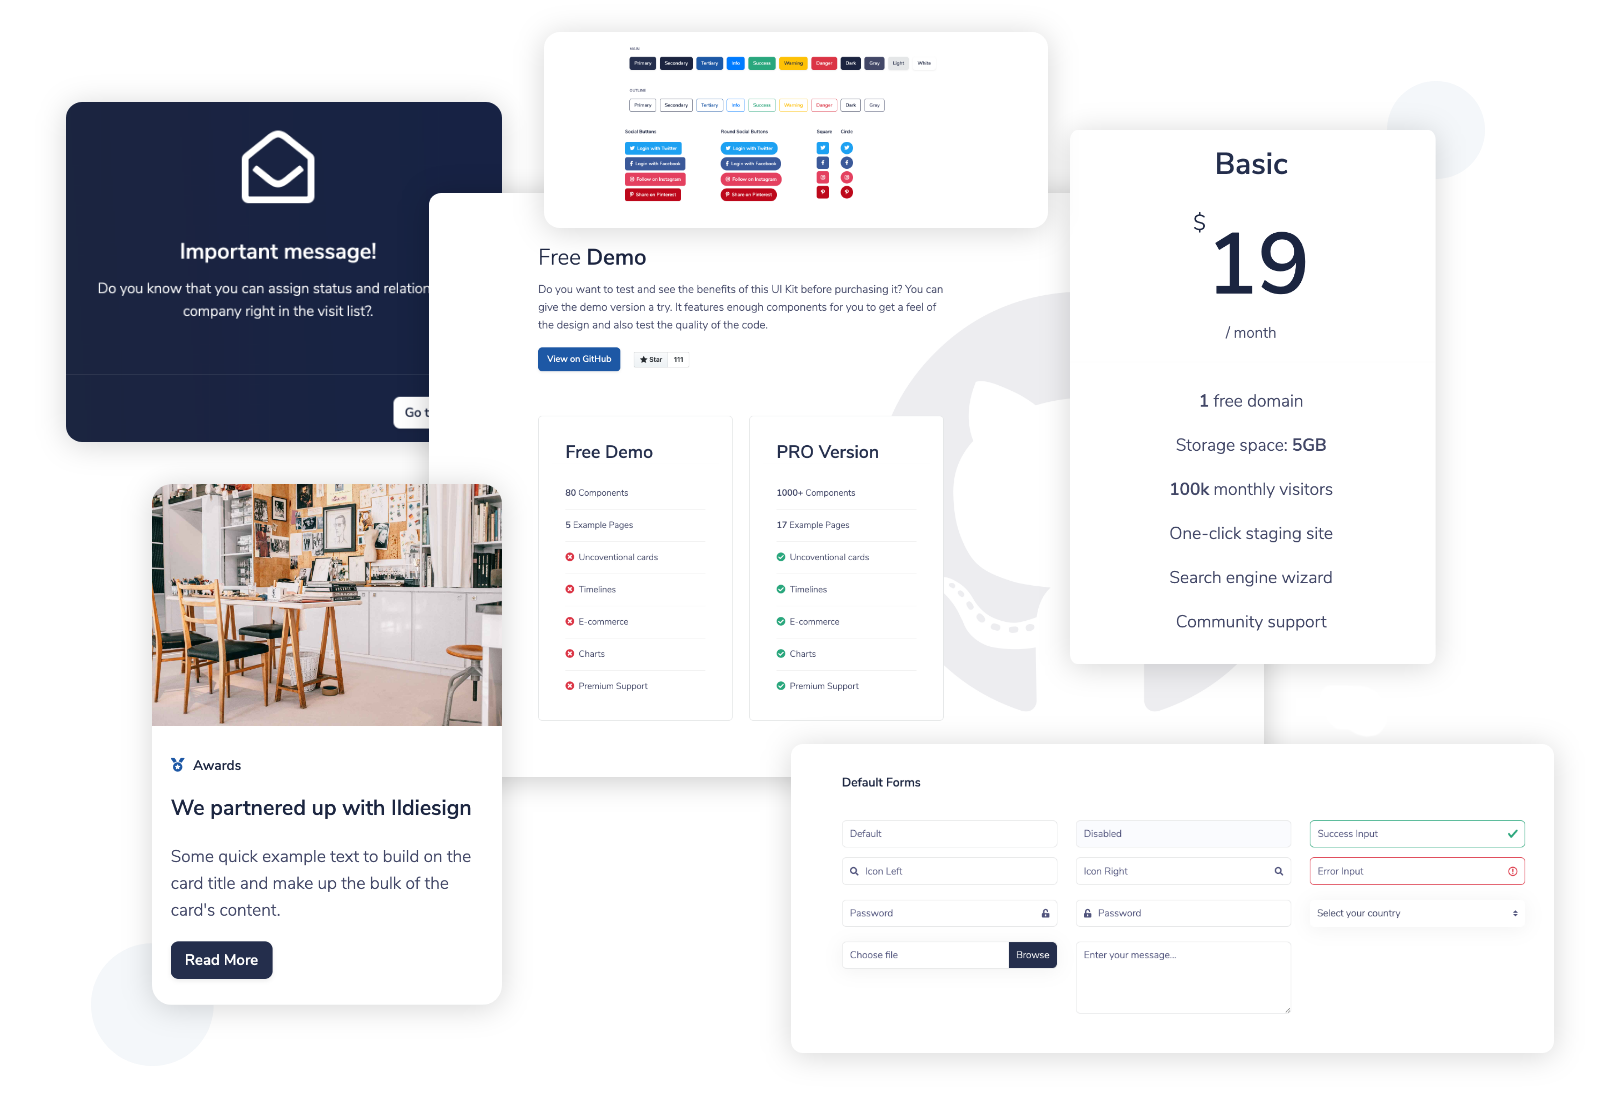 MAIN
Primary Secondary Tertiary Info Success Warning Danger Dark Gray Light White
OUTLINE
Primary Secondary Tertiary Info Success Warning Danger Dark Gray
Social Buttons
Login with Twitter
Login with Facebook
Follow on Instagram
Share on Pinterest
Round Social Buttons
Login with Twitter
Login with Facebook
Follow on Instagram
Share on Pinterest
Square
Circle
Important message!
Do you know that you can assign status and relation
company right in the visit list?.
Go t
Free Demo
Do you want to test and see the benefits of this UI Kit before purchasing it? You can
give the demo version a try. It features enough components for you to get a feel of
the design and also test the quality of the code.
View on GitHub
Star 111
Free Demo
80 Components
5 Example Pages
Uncoventional cards
Timelines
E-commerce
Charts
Premium Support
PRO Version
1000+ Components
17 Example Pages
Uncoventional cards
Timelines
E-commerce
Charts
Premium Support
Basic
$
19
/ month
1 free domain
Storage space: 5GB
100k monthly visitors
One-click staging site
Search engine wizard
Community support
Awards
We partnered up with Ildiesign
Some quick example text to build on the
card title and make up the bulk of the
card's content.
Read More
Default Forms
Default
Disabled
Success Input
Icon Left
Icon Right
Error Input
Password
Password
Select your country
Choose file
Browse
Enter your message...